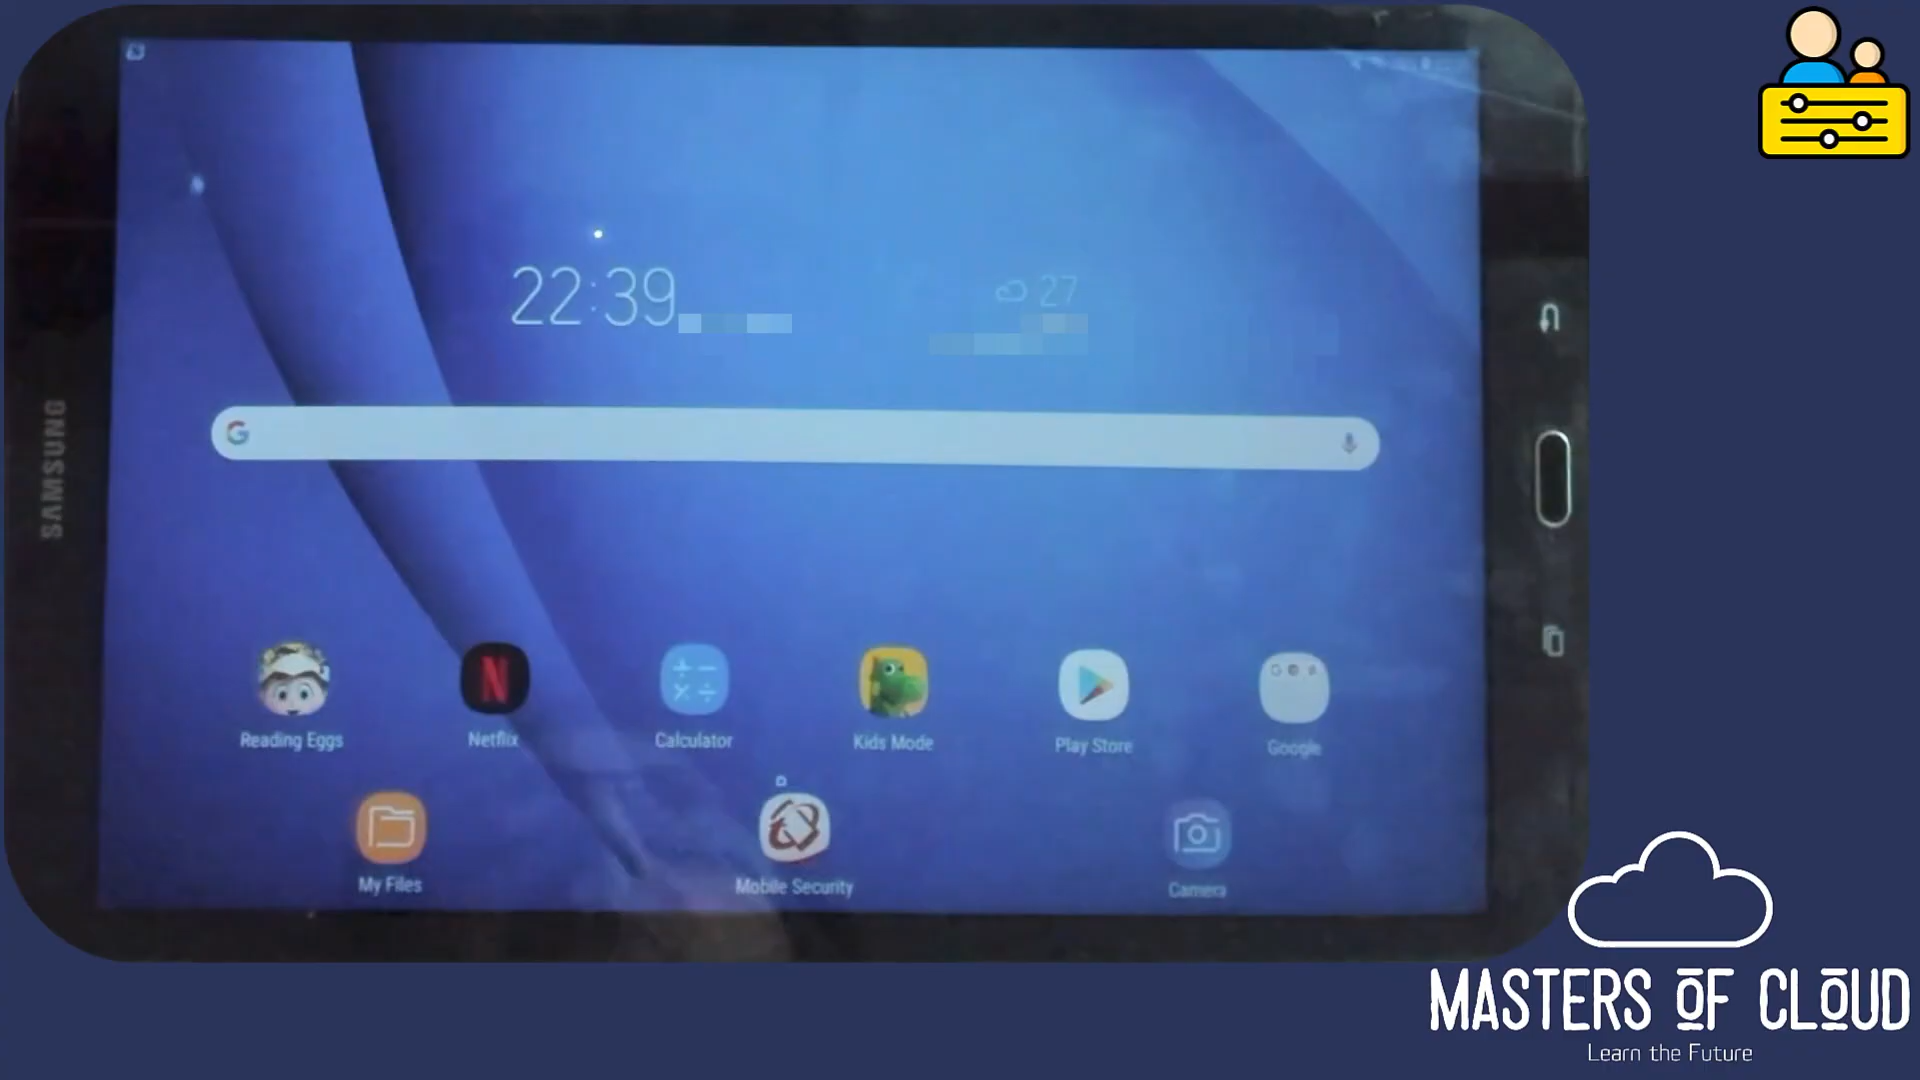 22:39
27
SAMSUNG
Reading Eggs
Netflix
Calculator
Kids Mode
Play Store
Google
My Files
Mobile Security
Camera
MASTERS OF CLOUD
Learn the Future